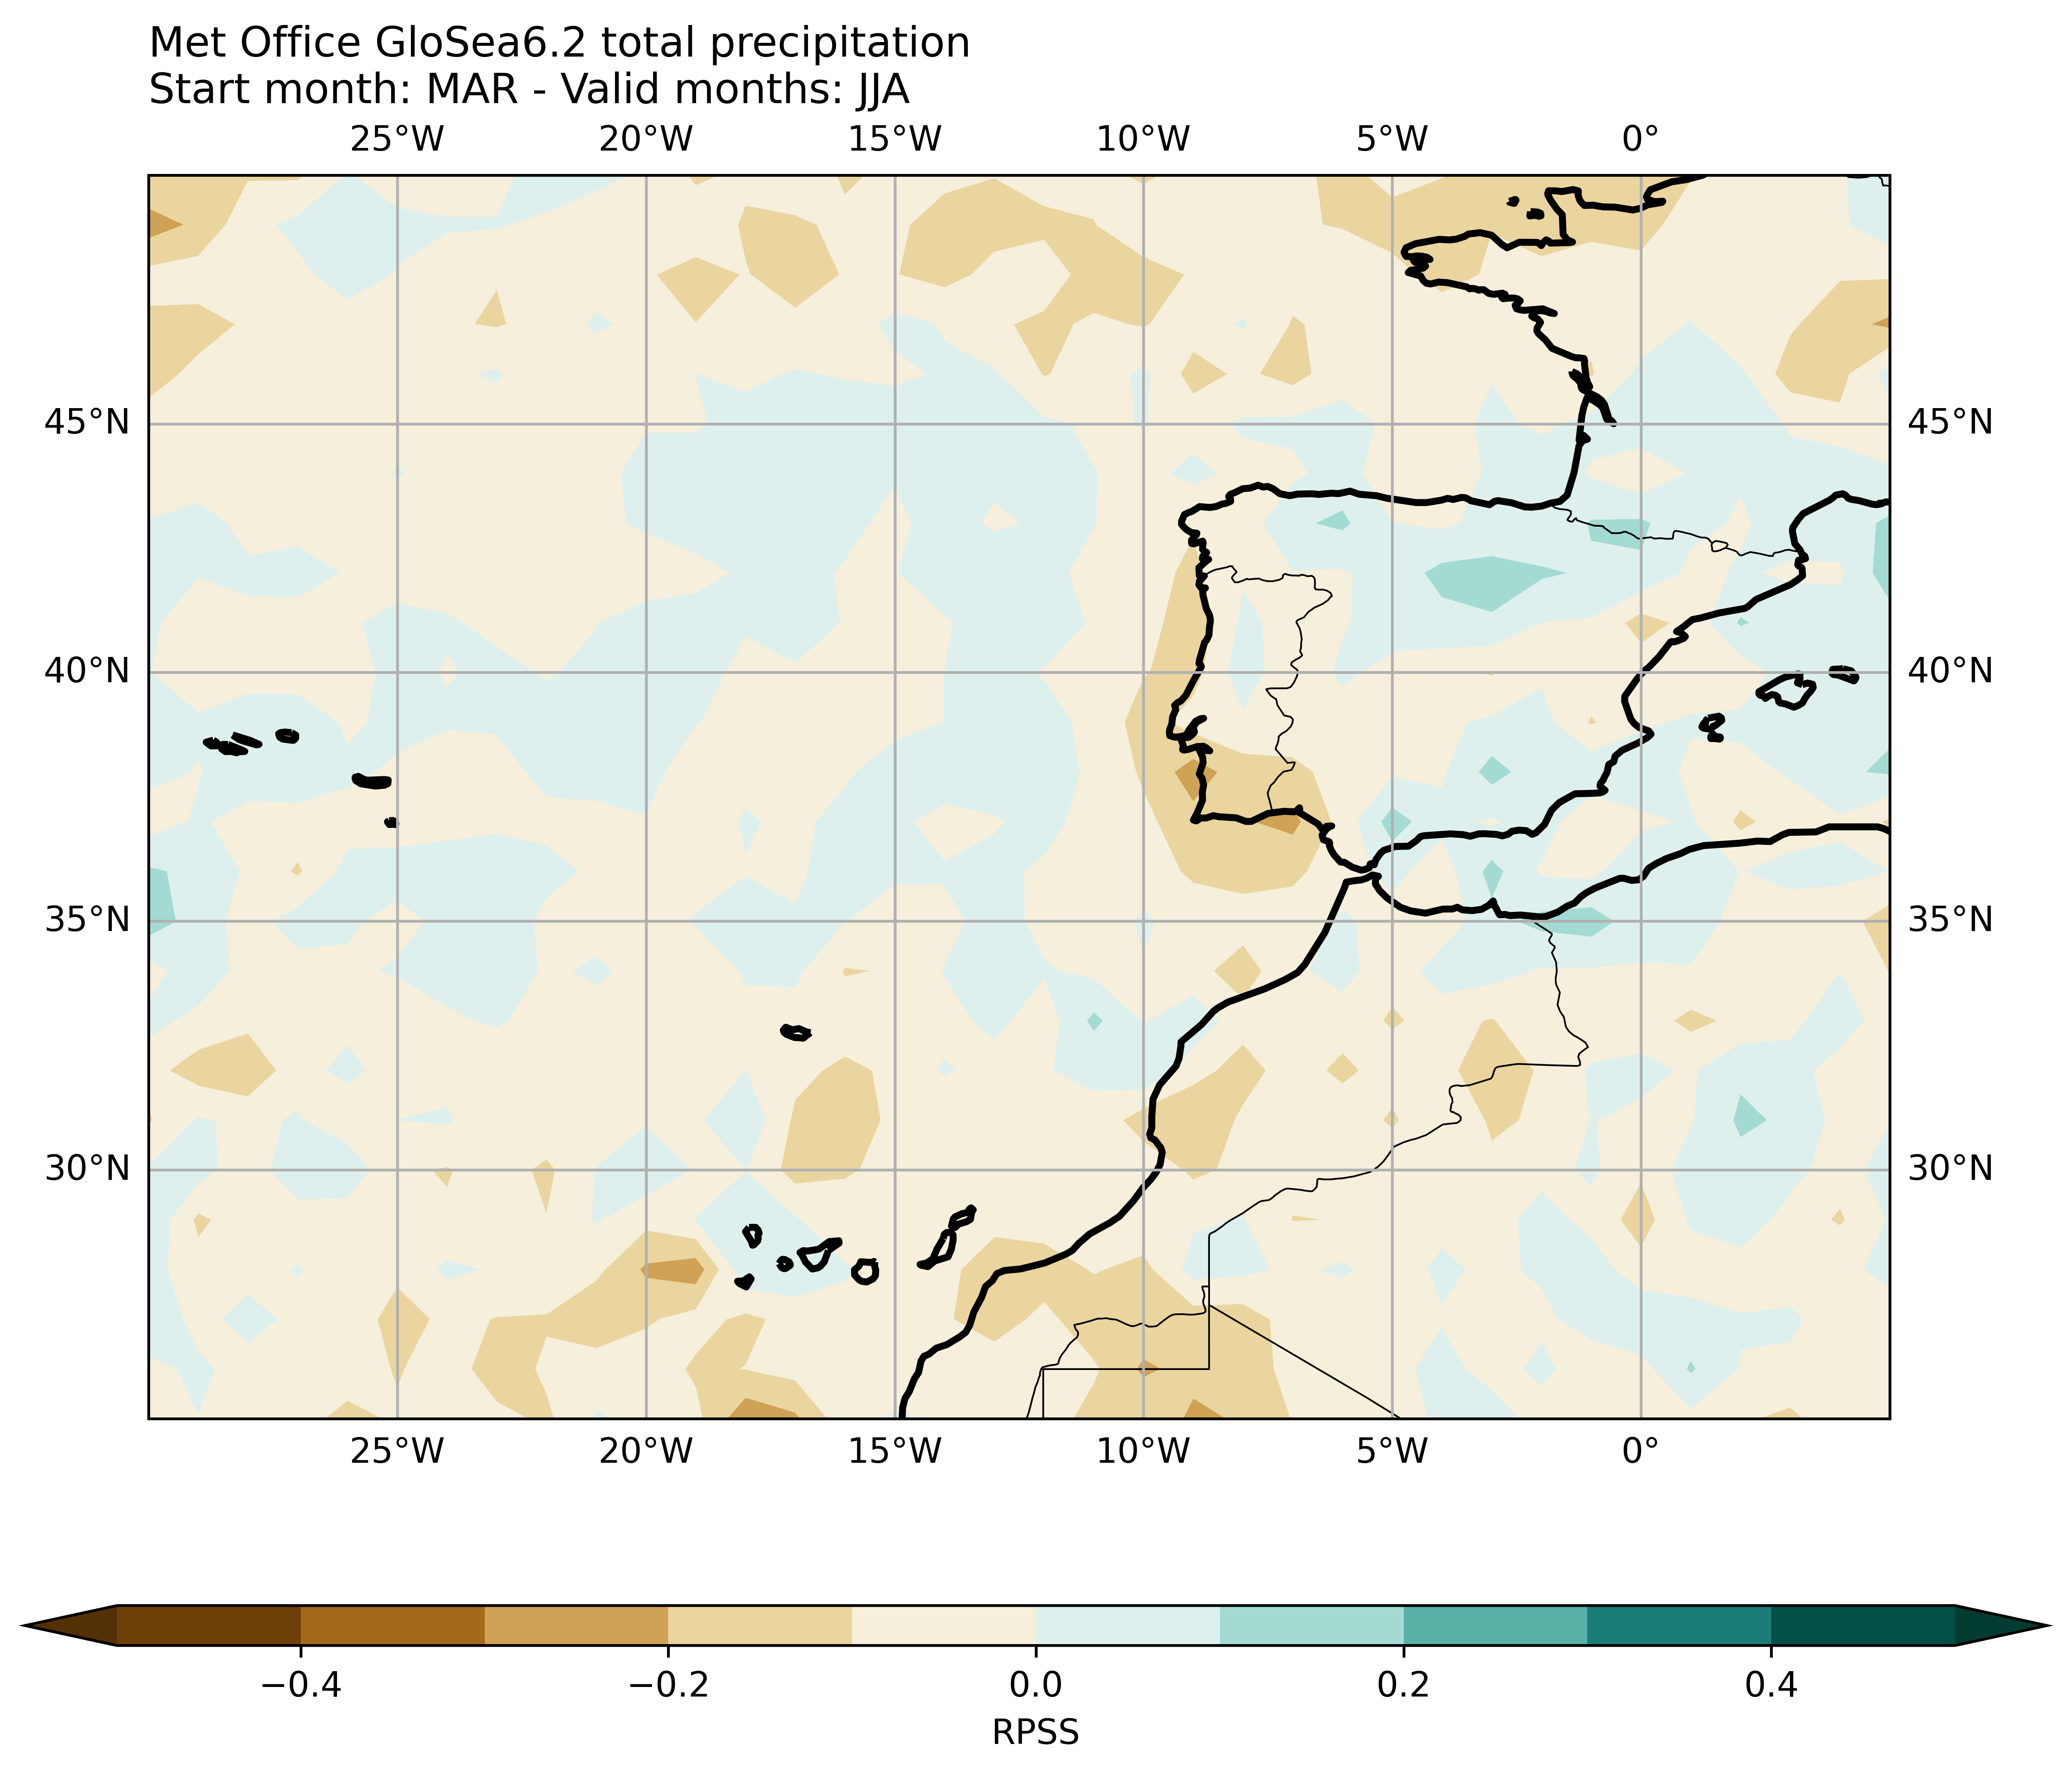 Met Office GloSea6.2 total precipitation
Start month: MAR - Valid months: JJA
25°W 20°W 15°W 10°W 5°W 0°
45°N 45°N
40°N 40°N
35°N 35°N
30°N 30°N
25°W 20°W 15°W 10°W 5°W 0°
−0.4 −0.2 0.0 0.2 0.4
RPSS